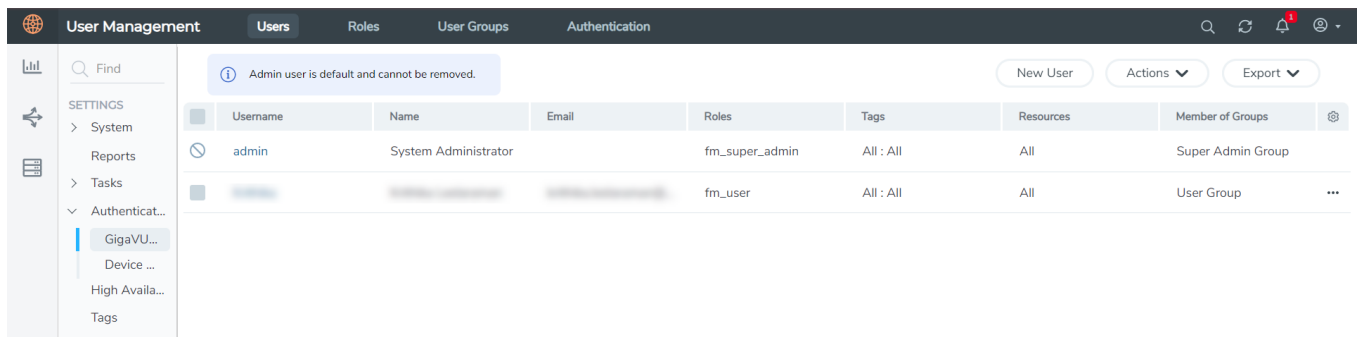 User Management Users Roles User Groups Authentication 1
Find
Admin user is default and cannot be removed. New User Actions Export
SETTINGS
System
Reports
Tasks
Authenticat...
GigaVU...
Device ...
High Availa...
Tags
Username Name Email Roles Tags Resources Member of Groups
admin System Administrator fm_super_admin All : All All Super Admin Group
fm_user All : All All User Group